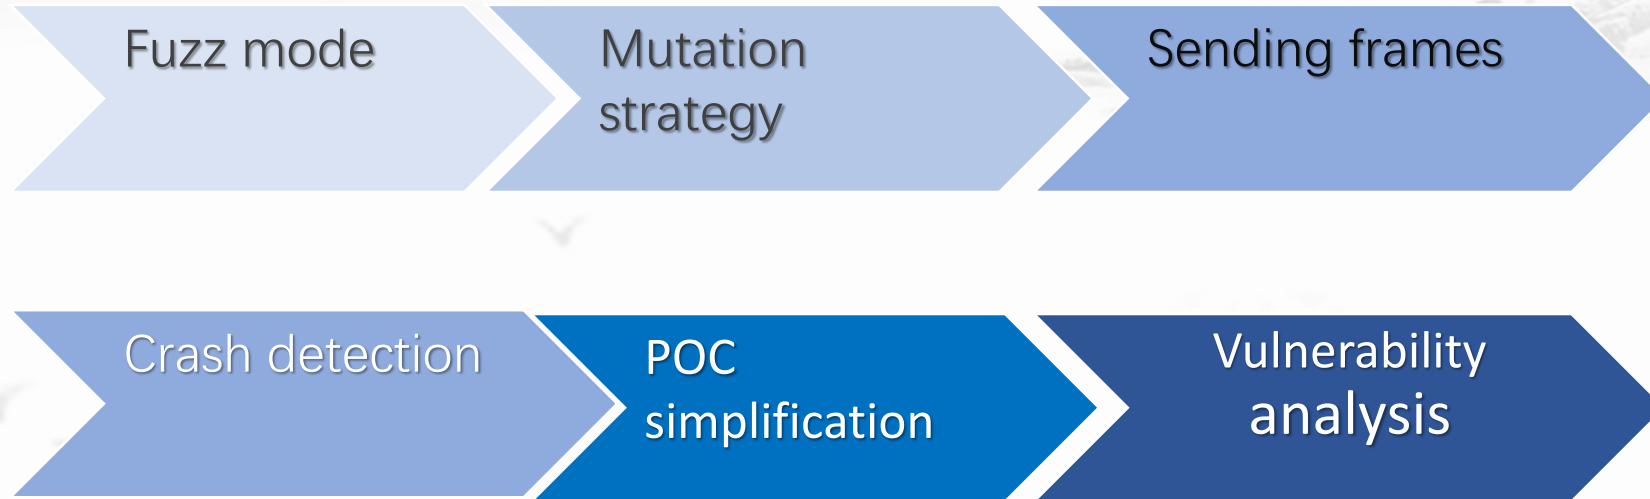 Fuzz mode
Mutation
strategy
Sending frames
Crash detection
POC
simplification
Vulnerability
analysis